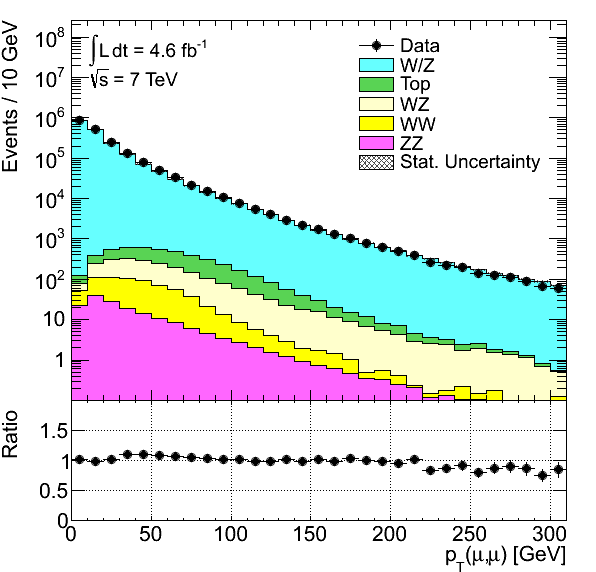 ∫L dt = 4.6 fb⁻¹
√s = 7 TeV
Data
W/Z
Top
WZ
WW
ZZ
Stat. Uncertainty
Events / 10 GeV
10⁸
10⁷
10⁶
10⁵
10⁴
10³
10²
10
1
Ratio
1.5
1
0.5
0
0 50 100 150 200 250 300
p_T(μ,μ) [GeV]